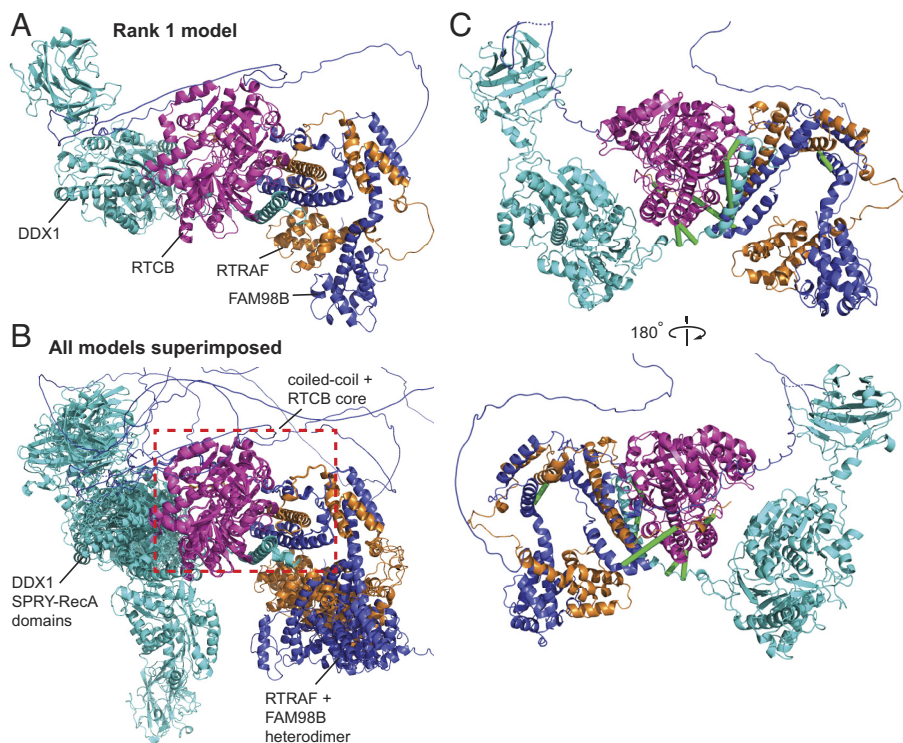 A
Rank 1 model
DDX1
RTCB
RTRAF
FAM98B
B
All models superimposed
coiled-coil +
RTCB core
DDX1
SPRY-RecA
domains
RTRAF +
FAM98B
heterodimer
C
180°